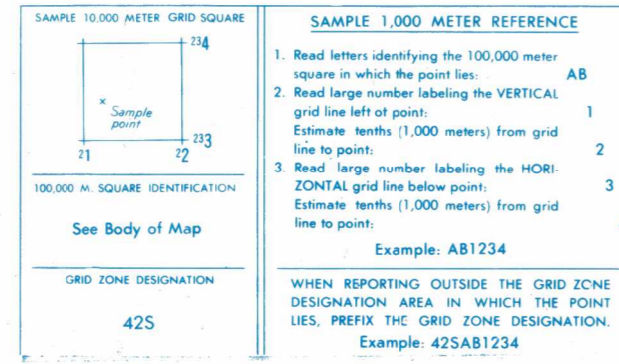 SAMPLE 10,000 METER GRID SQUARE
234
×
Sample
point
233
21
22
100,000 M. SQUARE IDENTIFICATION
See Body of Map
GRID ZONE DESIGNATION
42S
SAMPLE 1,000 METER REFERENCE
1. Read letters identifying the 100,000 meter
square in which the point lies: AB
2. Read large number labeling the VERTICAL
grid line left of point: 1
Estimate tenths (1,000 meters) from grid
line to point: 2
3. Read large number labeling the HORI-
ZONTAL grid line below point: 3
Estimate tenths (1,000 meters) from grid
line to point:
Example: AB1234
WHEN REPORTING OUTSIDE THE GRID ZONE
DESIGNATION AREA IN WHICH THE POINT
LIES, PREFIX THE GRID ZONE DESIGNATION.
Example: 42SAB1234